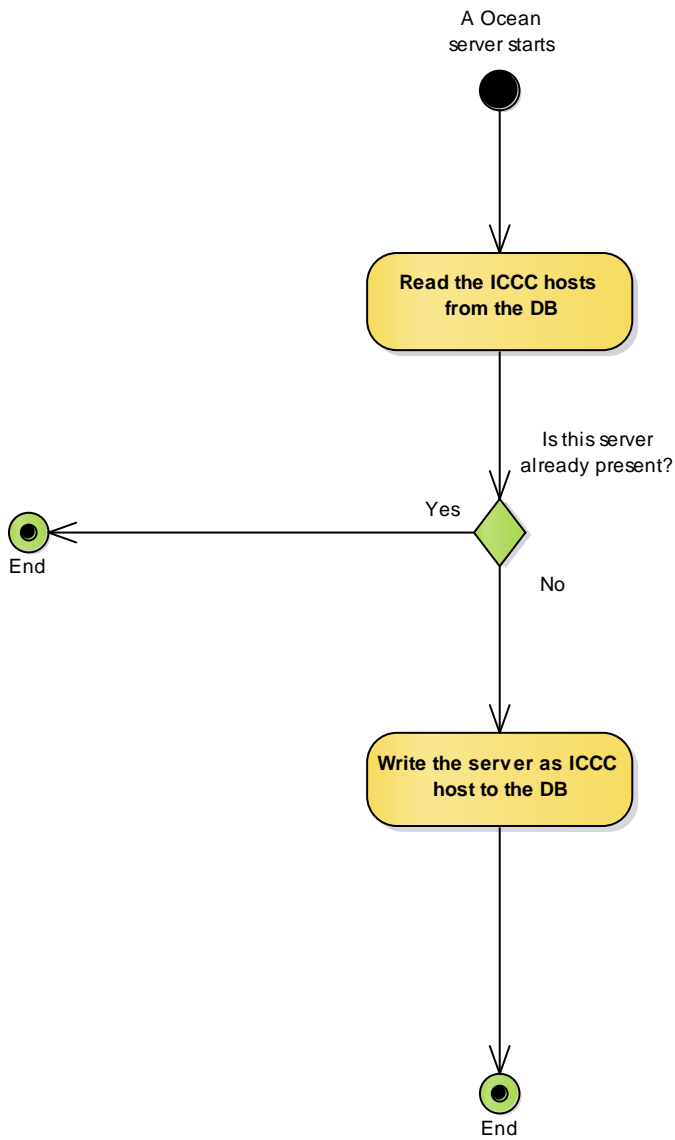 A Ocean
server starts
Read the ICCC hosts
from the DB
Is this server
already present?
Yes
End
No
Write the server as ICCC
host to the DB
End